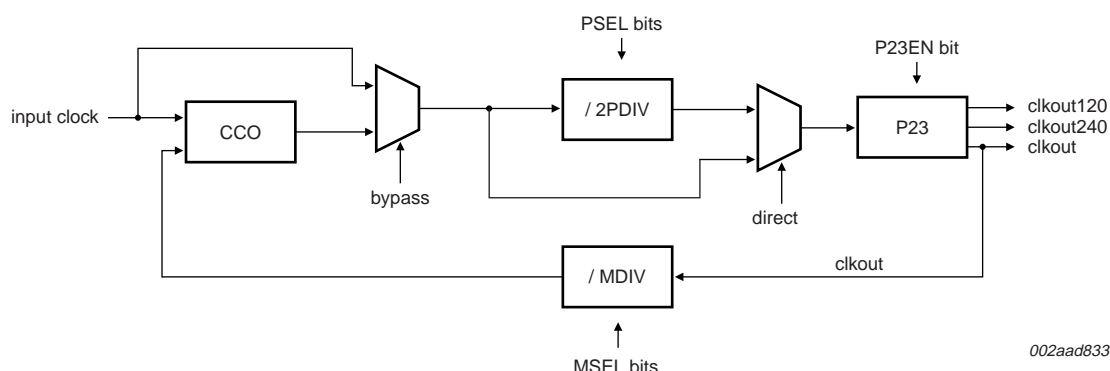 PSEL bits
P23EN bit
input clock
CCO
/ 2PDIV
P23
clkout120
clkout240
clkout
bypass
direct
/ MDIV
clkout
MSEL bits
002aad833